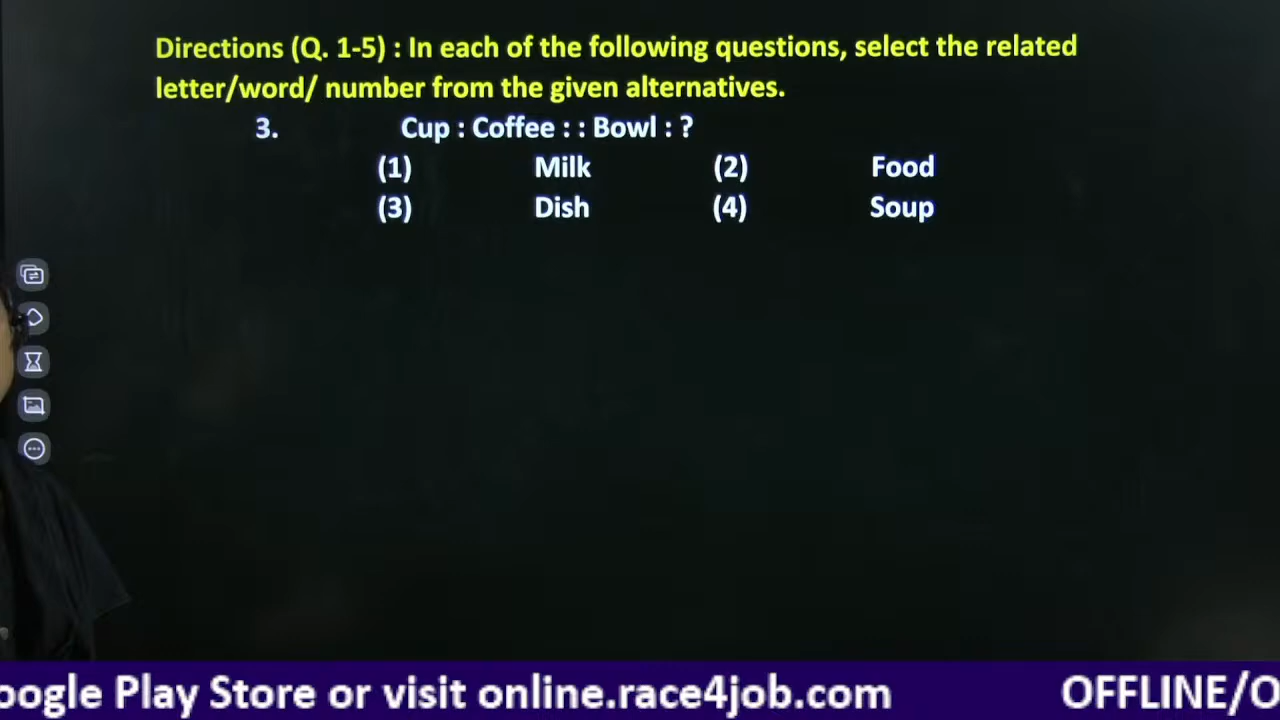 Directions (Q. 1-5) : In each of the following questions, select the related
letter/word/ number from the given alternatives.
3. Cup : Coffee : : Bowl : ?
(1) Milk (2) Food
(3) Dish (4) Soup
oogle Play Store or visit online.race4job.com OFFLINE/O